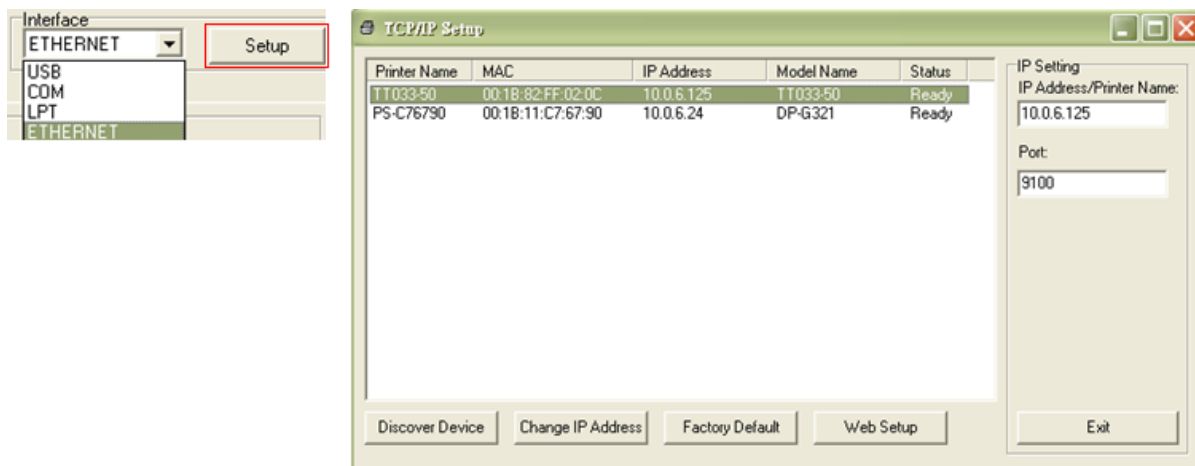 Interface
ETHERNET
Setup
USB
COM
LPT
ETHERNET
TCP/IP Setup
Printer Name MAC IP Address Model Name Status
TT033-50 00:1B:82:FF:02:0C 10.0.6.125 TT033-50 Ready
PS-C76790 00:1B:11:C7:67:90 10.0.6.24 DP-G321 Ready
IP Setting
IP Address/Printer Name:
10.0.6.125
Port:
9100
Discover Device Change IP Address Factory Default Web Setup Exit